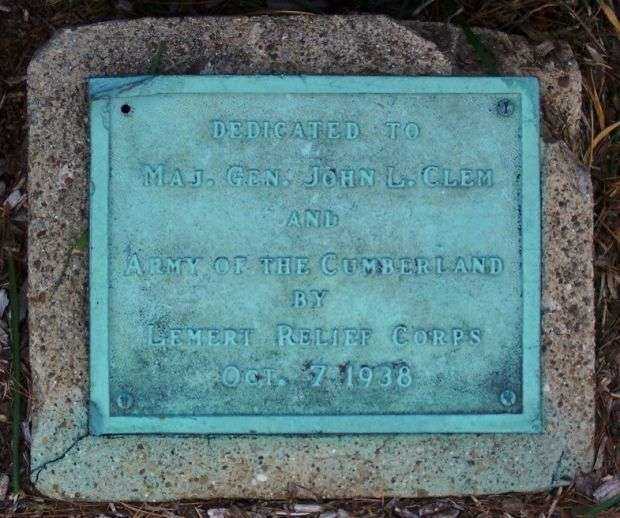 DEDICATED TO
MAJ. GEN. JOHN L. CLEM
AND
ARMY OF THE CUMBERLAND
BY
LEMERT RELIEF CORPS
OCT. 7 1938